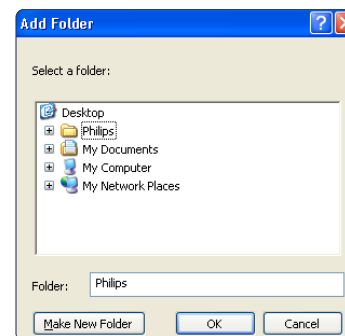 Add Folder
Select a folder:
Desktop
Philips
My Documents
My Computer
My Network Places
Folder: Philips
Make New Folder OK Cancel